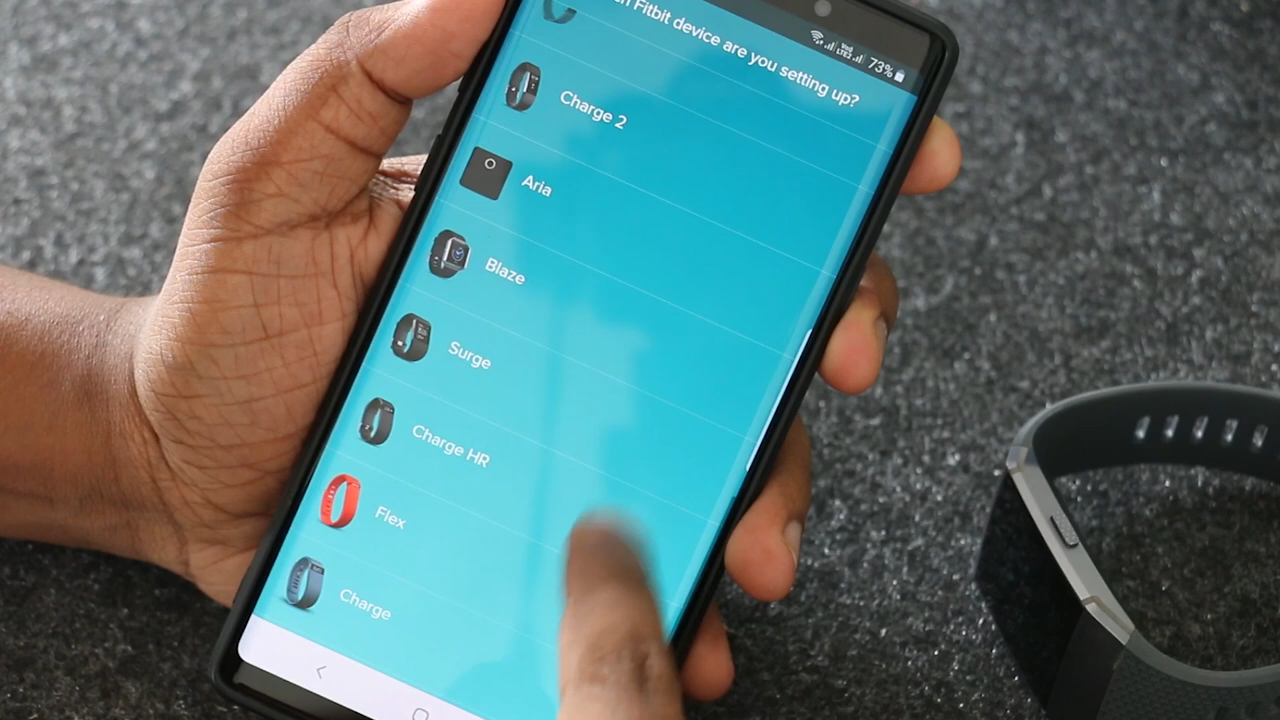 Fitbit device are you setting up?
73%
Charge 2
Aria
Blaze
Surge
Charge HR
Flex
Charge